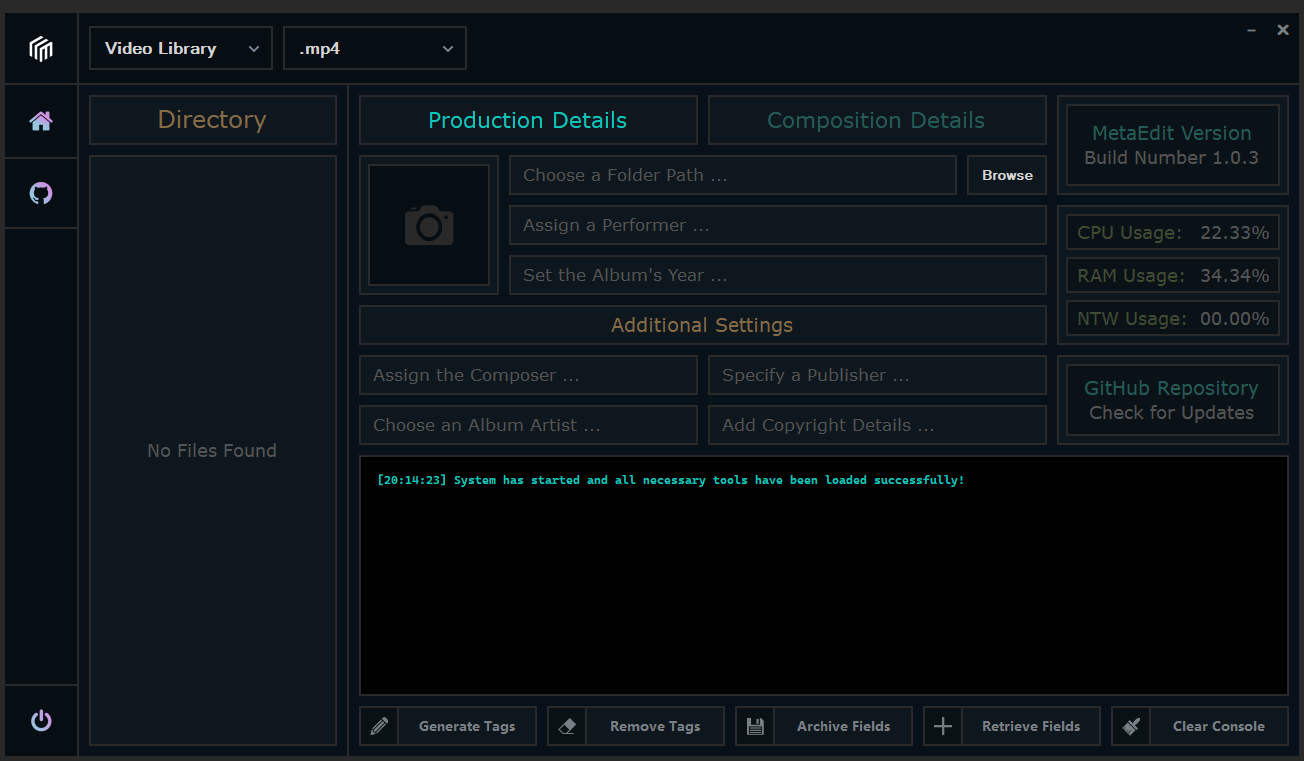 Video Library
.mp4
Directory
No Files Found
Production Details
Composition Details
Choose a Folder Path ...
Browse
Assign a Performer ...
Set the Album's Year ...
Additional Settings
Assign the Composer ...
Specify a Publisher ...
Choose an Album Artist ...
Add Copyright Details ...
MetaEdit Version
Build Number 1.0.3
CPU Usage: 22.33%
RAM Usage: 34.34%
NTW Usage: 00.00%
GitHub Repository
Check for Updates
[20:14:23] System has started and all necessary tools have been loaded successfully!
Generate Tags
Remove Tags
Archive Fields
Retrieve Fields
Clear Console